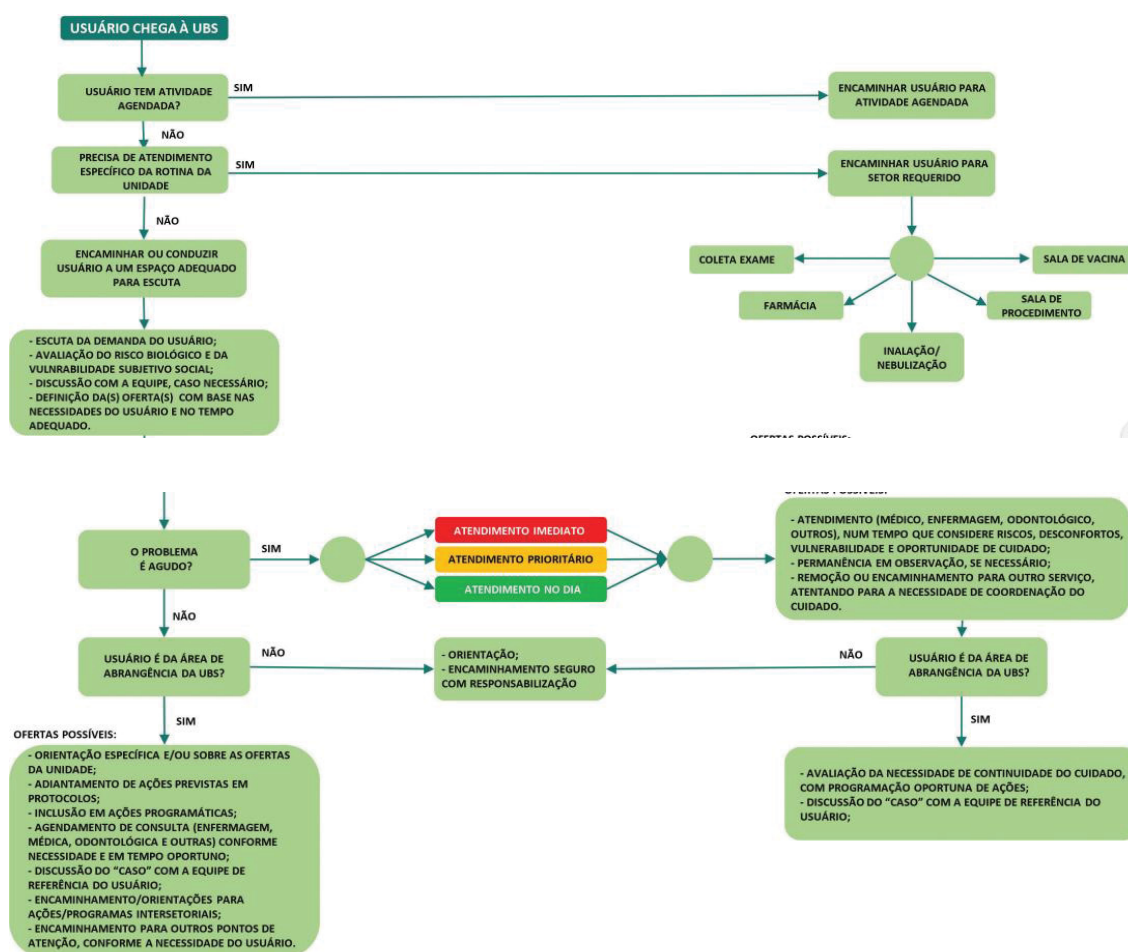 USUÁRIO CHEGA À UBS
USUÁRIO TEM ATIVIDADE
AGENDADA?
SIM
ENCAMINHAR USUÁRIO PARA
ATIVIDADE AGENDADA
NÃO
PRECISA DE ATENDIMENTO
ESPECÍFICO DA ROTINA DA
UNIDADE
SIM
ENCAMINHAR USUÁRIO PARA
SETOR REQUERIDO
NÃO
ENCAMINHAR OU CONDUZIR
USUÁRIO A UM ESPAÇO ADEQUADO
PARA ESCUTA
COLETA EXAME
SALA DE VACINA
FARMÁCIA
SALA DE
PROCEDIMENTO
INALAÇÃO/
NEBULIZAÇÃO
- ESCUTA DA DEMANDA DO USUÁRIO;
- AVALIAÇÃO DO RISCO BIOLÓGICO E DA
VULNRABILIDADE SUBJETIVO SOCIAL;
- DISCUSSÃO COM A EQUIPE, CASO NECESSÁRIO;
- DEFINIÇÃO DA(S) OFERTA(S) COM BASE NAS
NECESSIDADES DO USUÁRIO E NO TEMPO
ADEQUADO.
OFERTAS POSSÍVEIS:
O PROBLEMA
É AGUDO?
SIM
ATENDIMENTO IMEDIATO
ATENDIMENTO PRIORITÁRIO
ATENDIMENTO NO DIA
- ATENDIMENTO (MÉDICO, ENFERMAGEM, ODONTOLÓGICO,
OUTROS), NUM TEMPO QUE CONSIDERE RISCOS, DESCONFORTOS,
VULNERABILIDADE E OPORTUNIDADE DE CUIDADO;
- PERMANÊNCIA EM OBSERVAÇÃO, SE NECESSÁRIO;
- REMOÇÃO OU ENCAMINHAMENTO PARA OUTRO SERVIÇO,
ATENTANDO PARA A NECESSIDADE DE COORDENAÇÃO DO
CUIDADO.
NÃO
USUÁRIO É DA ÁREA DE
ABRANGÊNCIA DA UBS?
NÃO
- ORIENTAÇÃO;
- ENCAMINHAMENTO SEGURO
COM RESPONSABILIZAÇÃO
NÃO
USUÁRIO É DA ÁREA DE
ABRANGÊNCIA DA UBS?
SIM
SIM
OFERTAS POSSÍVEIS:
- ORIENTAÇÃO ESPECÍFICA E/OU SOBRE AS OFERTAS
DA UNIDADE;
- ADIANTAMENTO DE AÇÕES PREVISTAS EM
PROTOCOLOS;
- INCLUSÃO EM AÇÕES PROGRAMÁTICAS;
- AGENDAMENTO DE CONSULTA (ENFERMAGEM,
MÉDICA, ODONTOLÓGICA E OUTRAS) CONFORME
NECESSIDADE E EM TEMPO OPORTUNO;
- DISCUSSÃO DO “CASO” COM A EQUIPE DE
REFERÊNCIA DO USUÁRIO;
- ENCAMINHAMENTO/ORIENTAÇÕES PARA
AÇÕES/PROGRAMAS INTERSETORIAIS;
- ENCAMINHAMENTO PARA OUTROS PONTOS DE
ATENÇÃO, CONFORME A NECESSIDADE DO USUÁRIO.
- AVALIAÇÃO DA NECESSIDADE DE CONTINUIDADE DO CUIDADO,
COM PROGRAMAÇÃO OPORTUNA DE AÇÕES;
- DISCUSSÃO DO “CASO” COM A EQUIPE DE REFERÊNCIA DO
USUÁRIO;